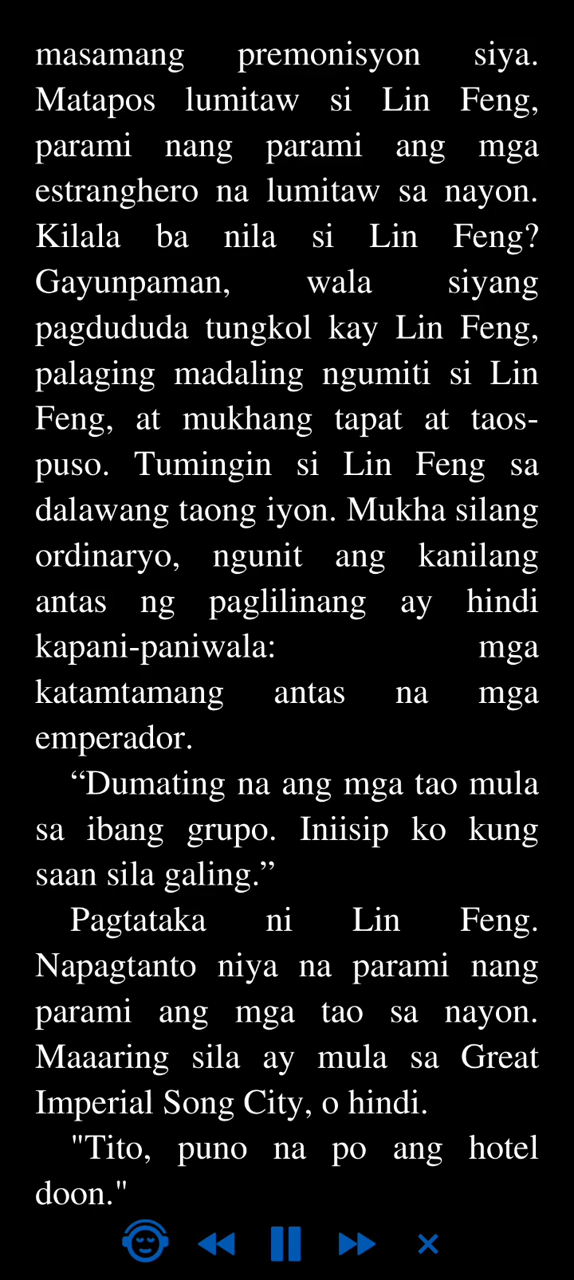 masamang premonisyon siya.
Matapos lumitaw si Lin Feng,
parami nang parami ang mga
estranghero na lumitaw sa nayon.
Kilala ba nila si Lin Feng?
Gayunpaman, wala siyang
pagdududa tungkol kay Lin Feng,
palaging madaling ngumiti si Lin
Feng, at mukhang tapat at taos-
puso. Tumingin si Lin Feng sa
dalawang taong iyon. Mukha silang
ordinaryo, ngunit ang kanilang
antas ng paglilinang ay hindi
kapani-paniwala: mga
katamtamang antas na mga
emperador.
“Dumating na ang mga tao mula
sa ibang grupo. Iniisip ko kung
saan sila galing.”
Pagtataka ni Lin Feng.
Napagtanto niya na parami nang
parami ang mga tao sa nayon.
Maaaring sila ay mula sa Great
Imperial Song City, o hindi.
"Tito, puno na po ang hotel
doon."